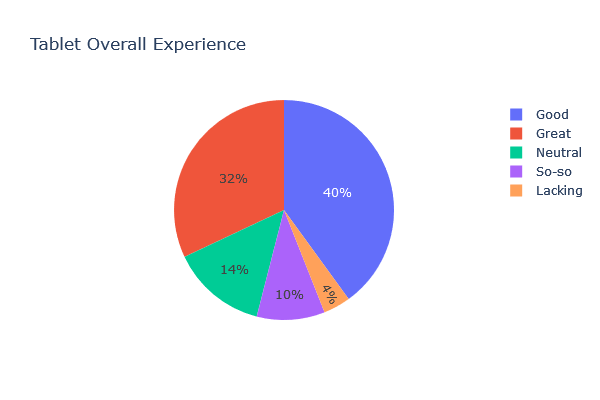 Tablet Overall Experience
Good
Great
Neutral
So-so
Lacking
32%
40%
14%
10%
4%